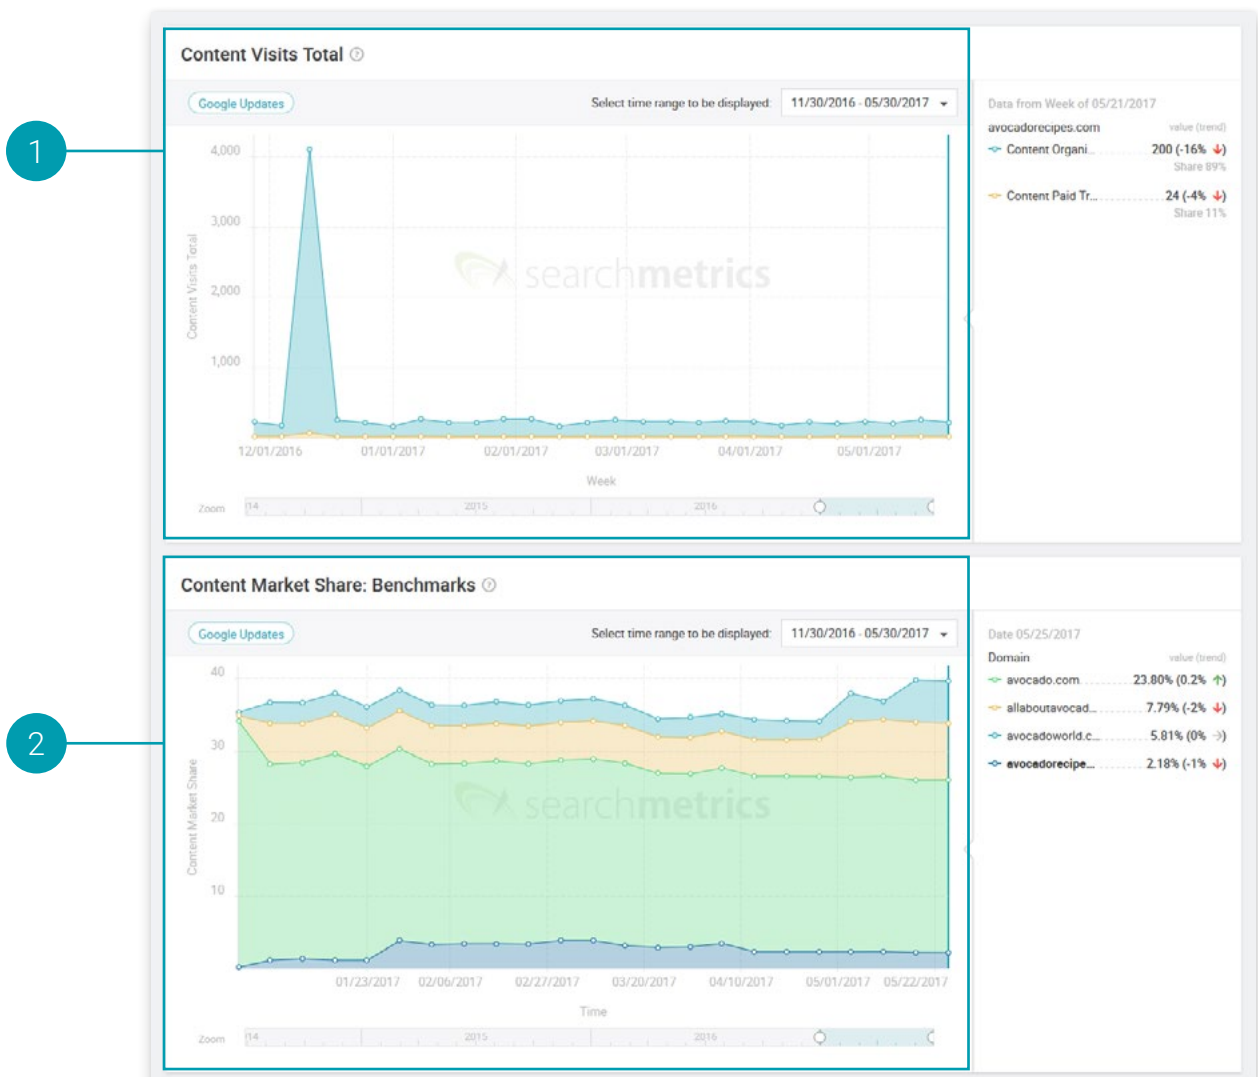 Content Visits Total ?
Google Updates
Select time range to be displayed: 11/30/2016 - 05/30/2017
1
4,000
3,000
2,000
1,000
Content Visits Total
searchmetrics
12/01/2016 01/01/2017 02/01/2017 03/01/2017 04/01/2017 05/01/2017
Week
Zoom 14 2015 2016
Data from Week of 05/21/2017
avocadorecipes.com value (trend)
Content Organi... 200 (-16% ↓)
Share 89%
Content Paid Tr... 24 (-4% ↓)
Share 11%
Content Market Share: Benchmarks ?
Google Updates
Select time range to be displayed: 11/30/2016 - 05/30/2017
2
40
30
20
10
Content Market Share
searchmetrics
01/23/2017 02/06/2017 02/27/2017 03/20/2017 04/10/2017 05/01/2017 05/22/2017
Time
Zoom 14 2015 2016
Date 05/25/2017
Domain value (trend)
avocado.com 23.80% (0.2% ↑)
allaboutavocad... 7.79% (-2% ↓)
avocadoworld.c... 5.81% (0% →)
avocadorecipe... 2.18% (-1% ↓)